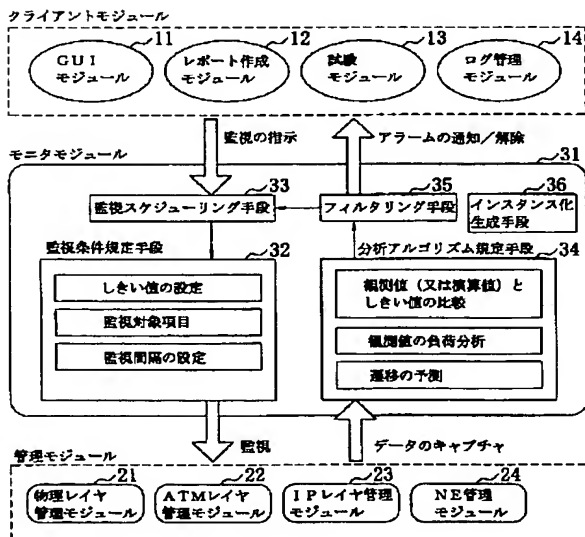 クライアントモジュール
11
12
13
14
GUI
モジュール
レポート作成
モジュール
試験
モジュール
ログ管理
モジュール
監視の指示
アラームの通知/解除
モニタモジュール
31
33
35
36
監視スケジューリング手段
フィルタリング手段
インスタンス化
生成手段
監視条件規定手段
32
分析アルゴリズム規定手段
34
しきい値の設定
監視対象項目
監視間隔の設定
観測値(又は演算値)と
しきい値の比較
観測値の負荷分析
遷移の予測
監視
データのキャプチャ
管理モジュール
21
22
23
24
物理レイヤ
管理モジュール
ATMレイヤ
管理モジュール
IPレイヤ管理
モジュール
NE管理
モジュール